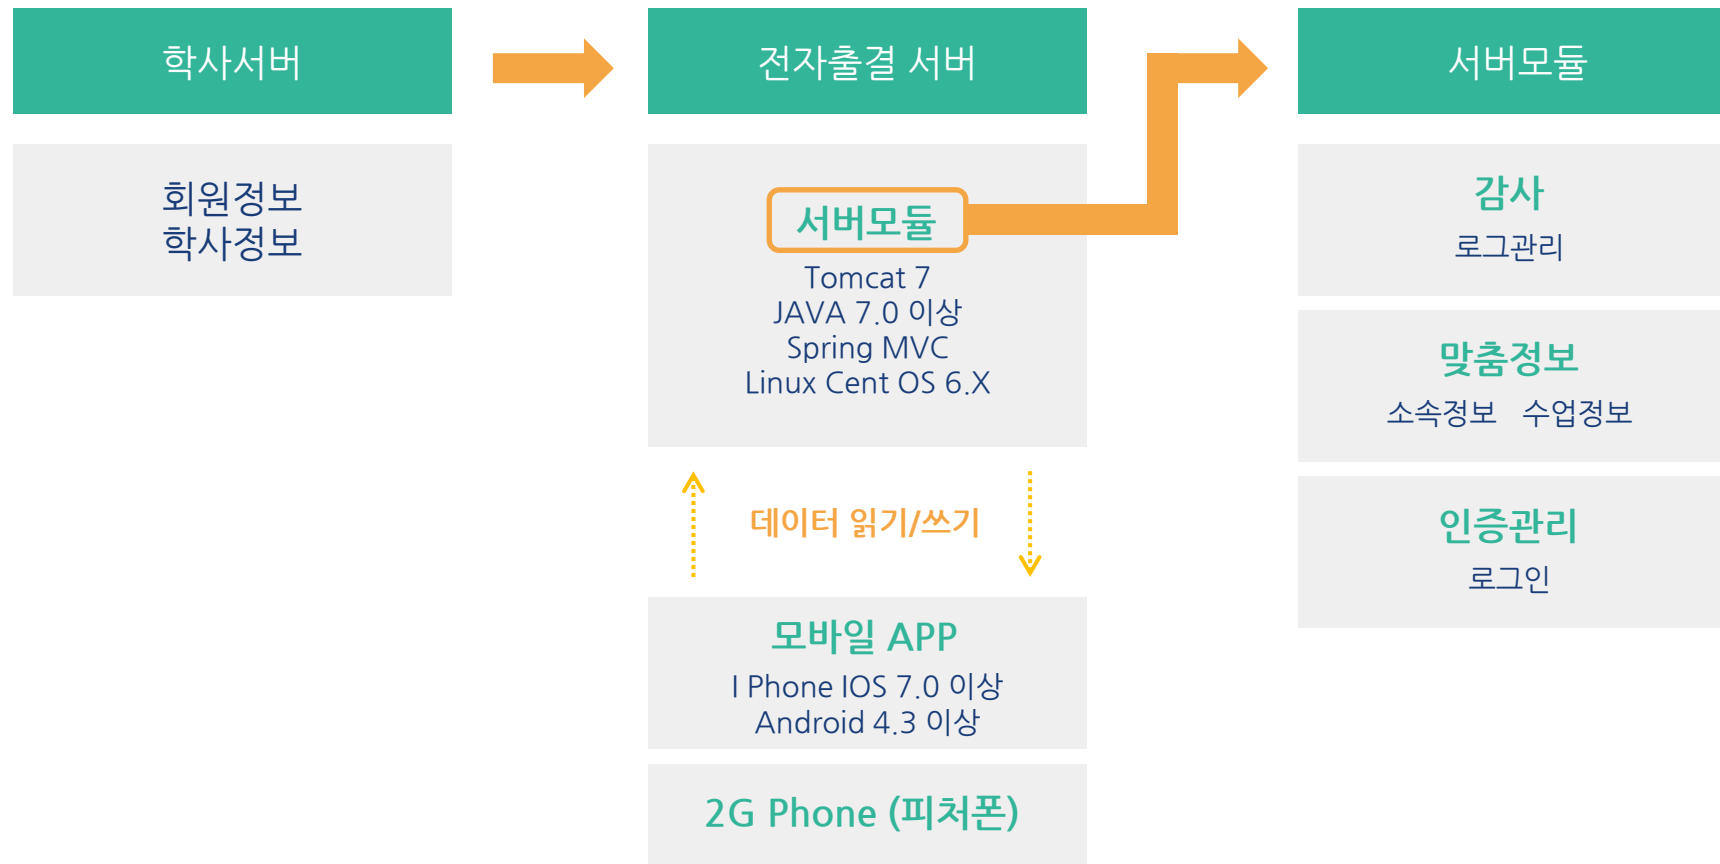 학사서버
회원정보
학사정보
전자출결 서버
서버모듈
Tomcat 7
JAVA 7.0 이상
Spring MVC
Linux Cent OS 6.X
데이터 읽기/쓰기
모바일 APP
I Phone IOS 7.0 이상
Android 4.3 이상
2G Phone (피처폰)
서버모듈
감사
로그관리
맞춤정보
소속정보 수업정보
인증관리
로그인